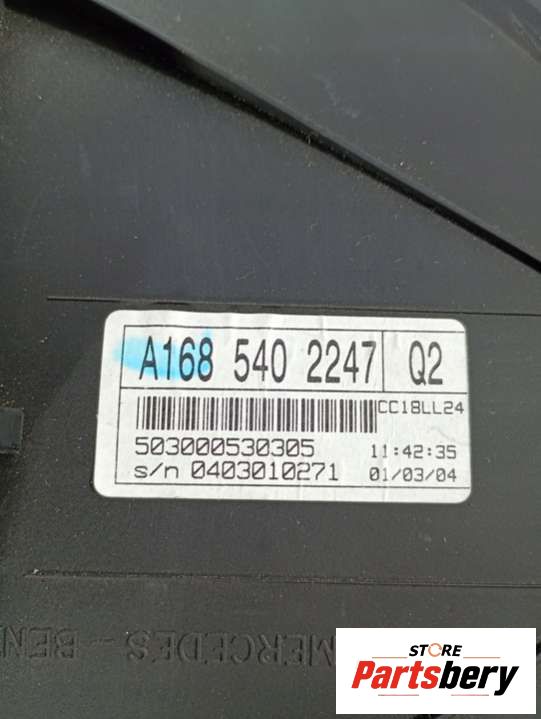 A168 540 2247 Q2
CC18LL24
503000530305 11:42:35
s/n 0403010271 01/03/04
MERCEDES - BEN
STORE
Partsbery